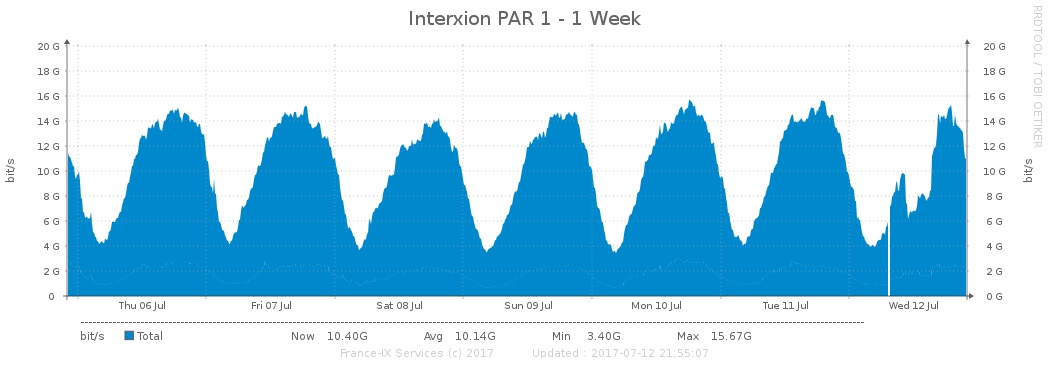 Interxion PAR 1 - 1 Week
RRDTOOL / TOBI OETIKER
20 G 20 G
18 G 18 G
16 G 16 G
14 G 14 G
12 G 12 G
10 G 10 G
8 G 8 G
6 G 6 G
4 G 4 G
2 G 2 G
0 0 G
bit/s
bit/s
Thu 06 Jul Fri 07 Jul Sat 08 Jul Sun 09 Jul Mon 10 Jul Tue 11 Jul Wed 12 Jul
bit/s Total Now 10.40G Avg 10.14G Min 3.40G Max 15.67G
France-IX Services (c) 2017 Updated : 2017-07-12 21:55:07